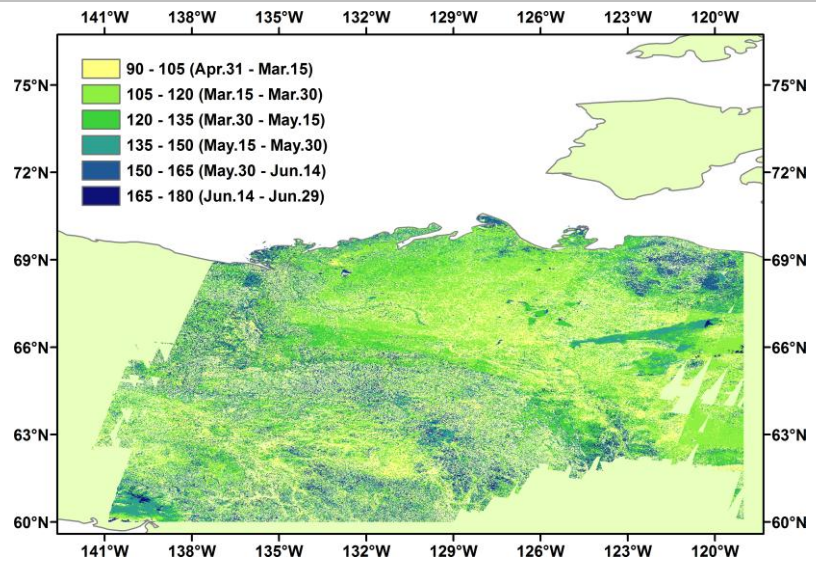 141°W 138°W 135°W 132°W 129°W 126°W 123°W 120°W
90 - 105 (Apr.31 - Mar.15)
75°N 75°N
105 - 120 (Mar.15 - Mar.30)
120 - 135 (Mar.30 - May.15)
135 - 150 (May.15 - May.30)
150 - 165 (May.30 - Jun.14)
72°N 72°N
165 - 180 (Jun.14 - Jun.29)
69°N 69°N
66°N 66°N
63°N 63°N
60°N 60°N
141°W 138°W 135°W 132°W 129°W 126°W 123°W 120°W